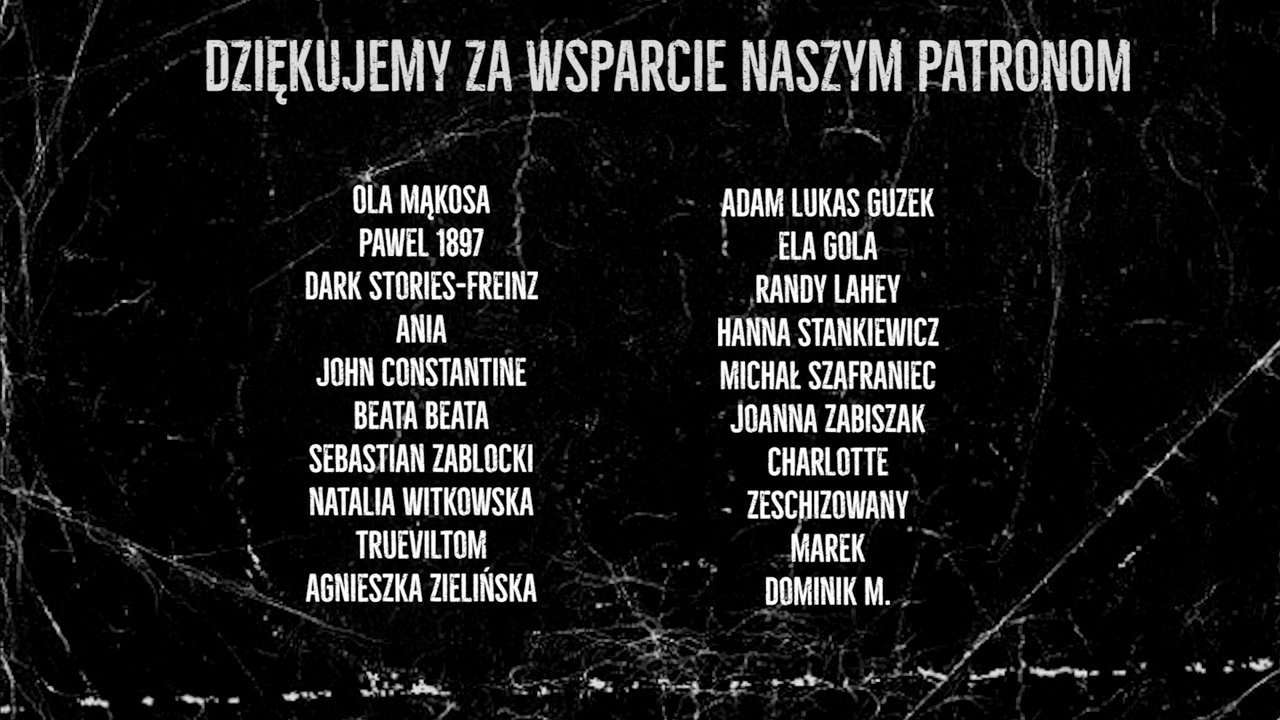 DZIĘKUJEMY ZA WSPARCIE NASZYM PATRONOM
OLA MĄKOSA
PAWEL 1897
DARK STORIES-FREINZ
ANIA
JOHN CONSTANTINE
BEATA BEATA
SEBASTIAN ZABLOCKI
NATALIA WITKOWSKA
TRUEVILTOM
AGNIESZKA ZIELIŃSKA
ADAM LUKAS GUZEK
ELA GOLA
RANDY LAHEY
HANNA STANKIEWICZ
MICHAŁ SZAFRANIEC
JOANNA ZABISZAK
CHARLOTTE
ZESCHIZOWANY
MAREK
DOMINIK M.